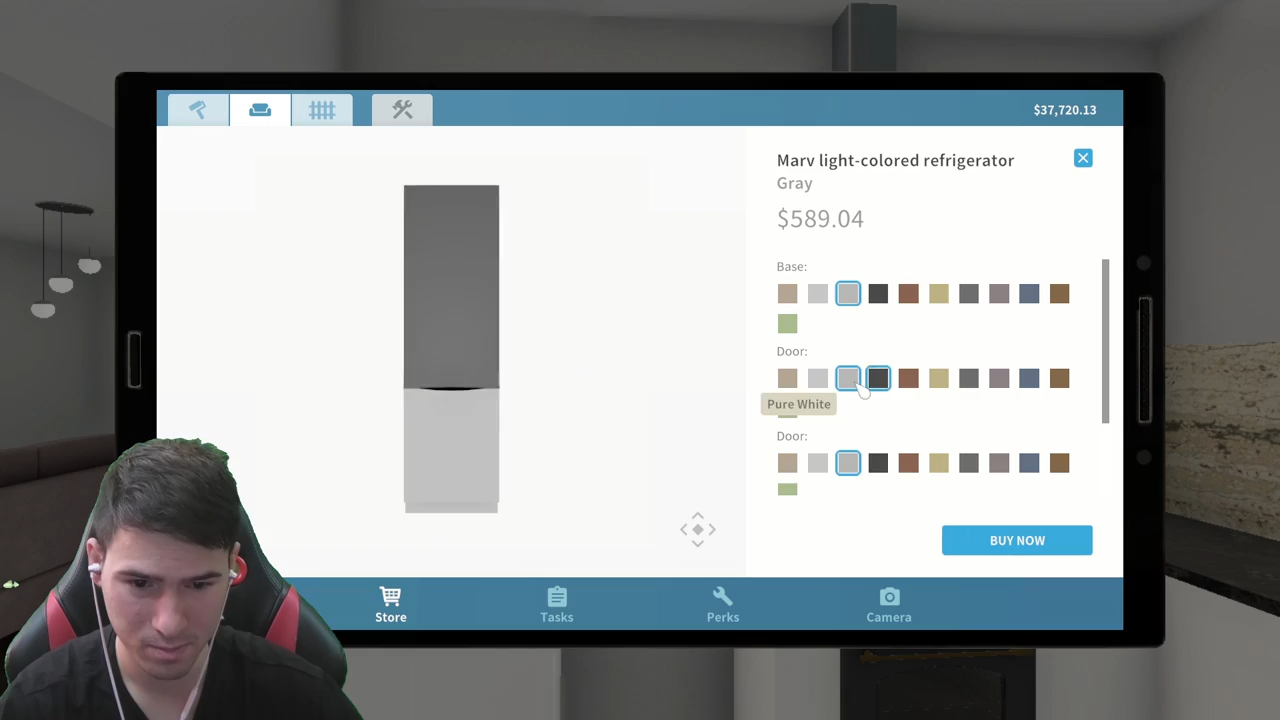 $37,720.13
Marv light-colored refrigerator
Gray
$589.04
Base:
Door:
Pure White
Door:
BUY NOW
Store
Tasks
Perks
Camera